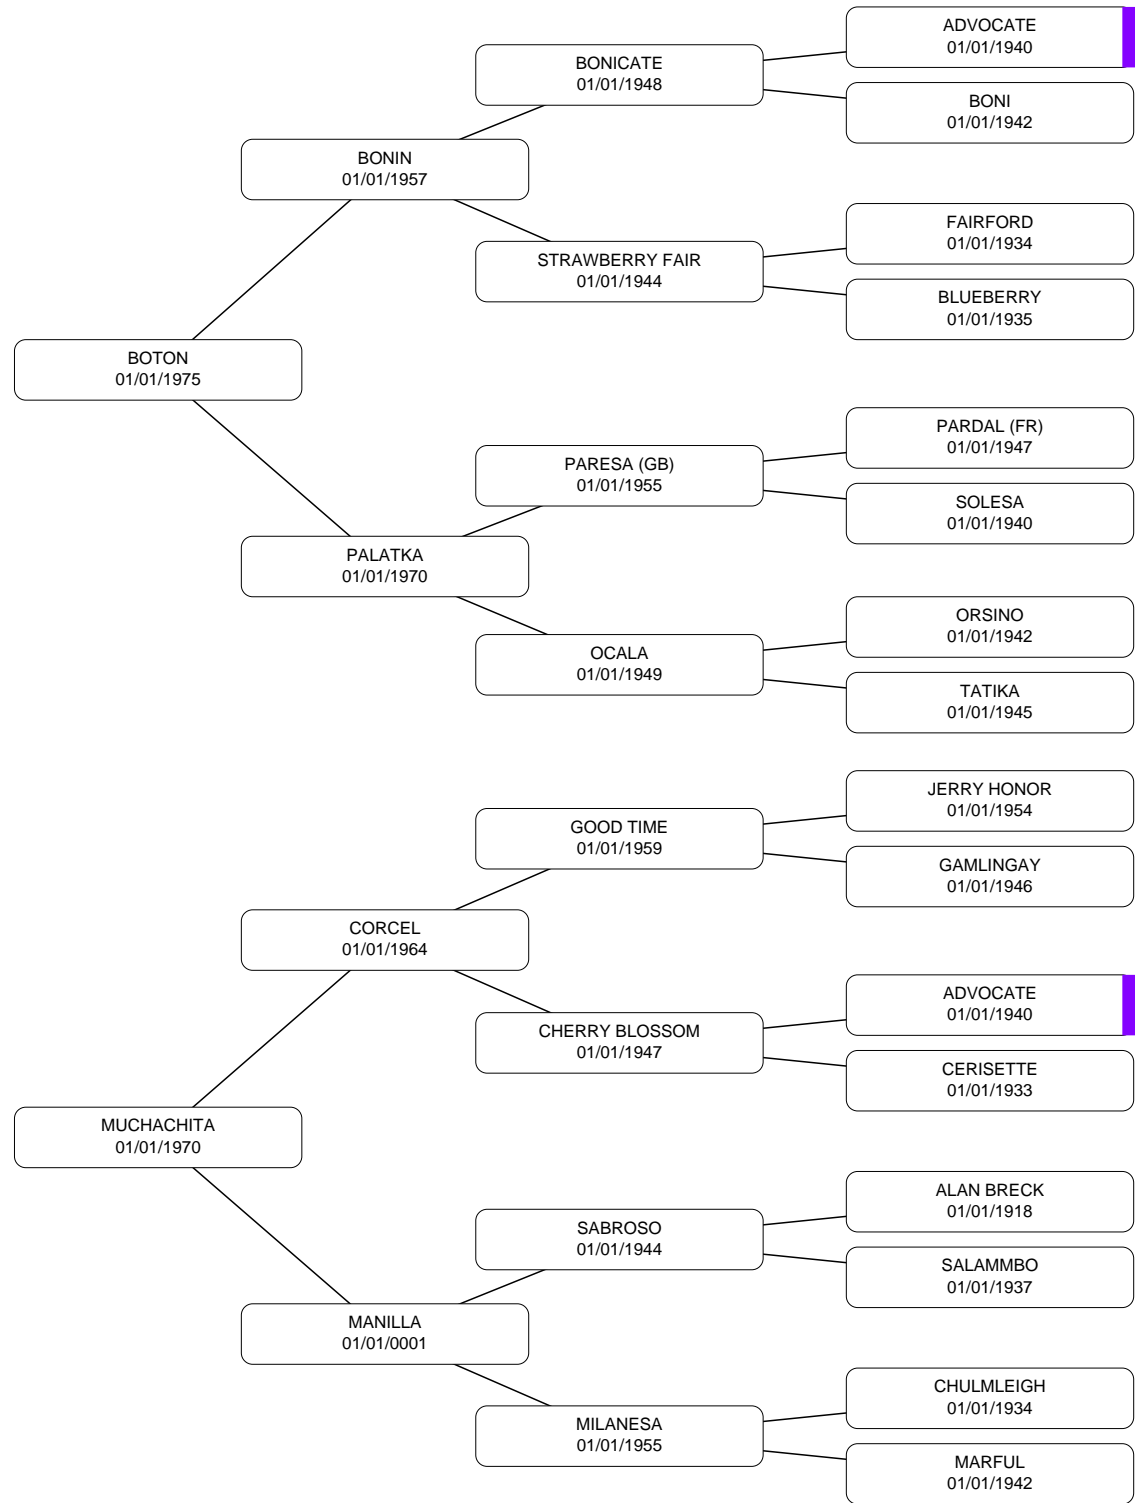 ADVOCATE
01/01/1940
BONICATE
01/01/1948
BONI
01/01/1942
BONIN
01/01/1957
FAIRFORD
01/01/1934
STRAWBERRY FAIR
01/01/1944
BLUEBERRY
01/01/1935
BOTON
01/01/1975
PARDAL (FR)
01/01/1947
PARESA (GB)
01/01/1955
SOLESA
01/01/1940
PALATKA
01/01/1970
ORSINO
01/01/1942
OCALA
01/01/1949
TATIKA
01/01/1945
JERRY HONOR
01/01/1954
GOOD TIME
01/01/1959
GAMLINGAY
01/01/1946
CORCEL
01/01/1964
ADVOCATE
01/01/1940
CHERRY BLOSSOM
01/01/1947
CERISETTE
01/01/1933
MUCHACHITA
01/01/1970
ALAN BRECK
01/01/1918
SABROSO
01/01/1944
SALAMMBO
01/01/1937
MANILLA
01/01/0001
CHULMLEIGH
01/01/1934
MILANESA
01/01/1955
MARFUL
01/01/1942